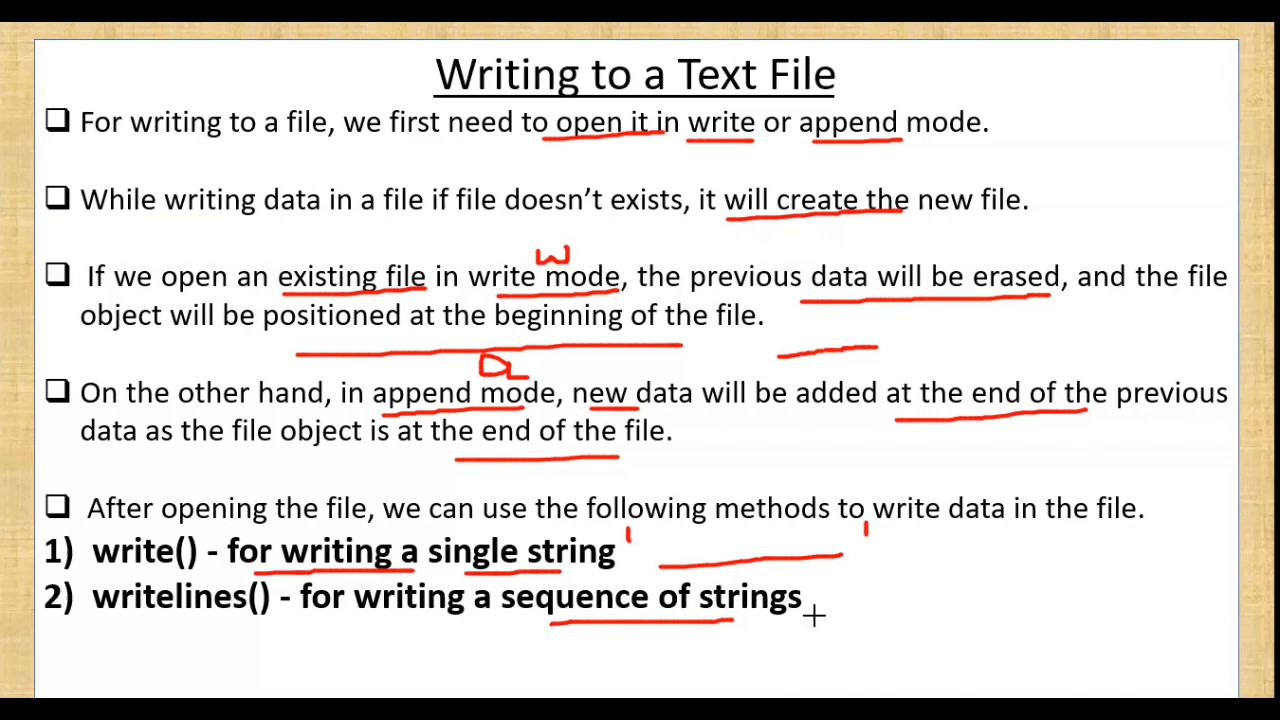 Writing to a Text File
❑ For writing to a file, we first need to open it in write or append mode.
❑ While writing data in a file if file doesn't exists, it will create the new file.
W
❑ If we open an existing file in write mode, the previous data will be erased, and the file
object will be positioned at the beginning of the file.
a
❑ On the other hand, in append mode, new data will be added at the end of the previous
data as the file object is at the end of the file.
❑ After opening the file, we can use the following methods to write data in the file.
1) write() - for writing a single string ' '
2) writelines() - for writing a sequence of strings